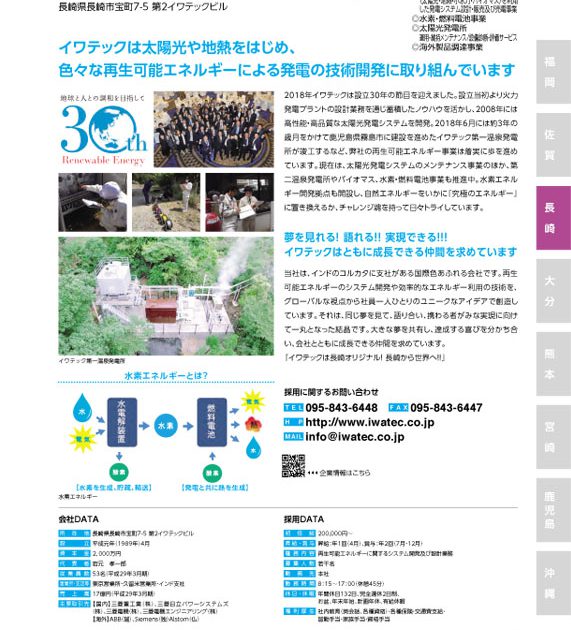 長崎県長崎市宝町7-5 第2イワテックビル
した発電システム設計・販売及び売電事業
◎水素・燃料電池事業
◎太陽光発電所
◎海外製品調達事業
イワテックは太陽光や地熱をはじめ、
色々な再生可能エネルギーによる発電の技術開発に取り組んでいます
地球と人との調和を目指して
30th
Renewable Energy
2018年イワテックは設立30年の節目を迎えました。設立当初より火力
発電プラントの設計業務を通じ蓄積したノウハウを活かし、2008年には
高性能・高品質な太陽光発電システムを開発。2018年6月には約3年の
歳月をかけて鹿児島県霧島市に建設を進めたイワテック第一温泉発電
所が竣工するなど、弊社の再生可能エネルギー事業は着実に歩を進め
ています。現在は、太陽光発電システムのメンテナンス事業のほか、第
二温泉発電所やバイオマス、水素・燃料電池事業も推進中。水素エネル
ギー開発拠点も開設し、自然エネルギーをいかに「究極のエネルギー」
に置き換えるか、チャレンジ魂を持って日々トライしています。
夢を見れる! 語れる!! 実現できる!!!
イワテックはともに成長できる仲間を求めています
当社は、インドのコルカタに支社がある国際色あふれる会社です。再生
可能エネルギーのシステム開発や効率的なエネルギー利用の技術を、
グローバルな視点から社員一人ひとりのユニークなアイデアで創造し
ています。それは、同じ夢を見て、語り合い、携わる者がみな実現に向け
て一丸となった結晶です。大きな夢を共有し、達成する喜びを分かち合
い、会社とともに成長できる仲間を求めています。
「イワテックは長崎オリジナル! 長崎から世界へ!!」
イワテック第一温泉発電所
水素エネルギーとは?
水
電気
水電解装置
酸素
水素
燃料電池
酸素
電気
熱
水
【水素を生成、貯蔵、輸送】
【発電と共に熱を生成】
水素エネルギー
採用に関するお問い合わせ
TEL 095-843-6448 FAX 095-843-6447
HP http://www.iwatec.co.jp
MAIL info@iwatec.co.jp
•••企業情報はこちら
会社DATA
所在地 長崎県長崎市宝町7-5 第2イワテックビル
設立 平成元年(1989年)4月
資本金 2,000万円
代表者 岩元 孝一郎
従業員数 53名(平成29年3月期)
東京営業所・久留米営業所・インド支社
売上高 17億円(平成29年3月期)
主要取引先 【国内】三菱重工業(株)、三菱日立パワーシステムズ
(株)、三菱電機(株)、三菱電機エンジニアリング(株)
【海外】ABB(瑞)、Siemens(独)Alstom(仏)
採用DATA
初任給 200,000円〜
昇給・賞与 昇給:年1回(4月)、賞与:年2回(7月・12月)
職務内容 再生可能エネルギーに関するシステム開発及び設計業務
募集人数 若干名
勤務地 本社
勤務時間 8:15〜17:00(休憩45分)
休日・休暇 年間休日132日、完全週休2日制、
お盆、年末年始、計画年休、有給休暇
福利厚生 社内教育(英会話、各種資格)・各種保険・交通費支給・
皆勤手当・家族手当・資格手当
福岡
佐賀
長崎
大分
熊本
宮崎
鹿児島
沖縄